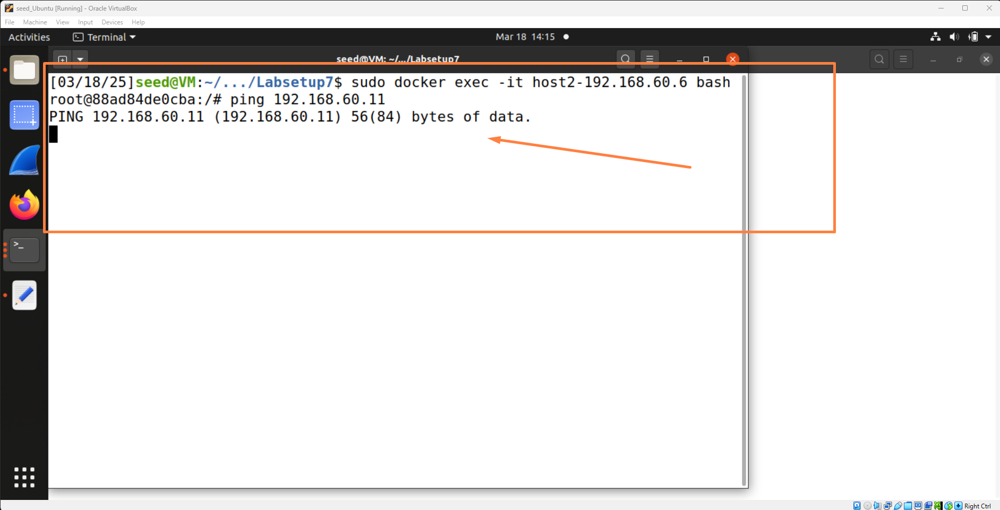 seed_Ubuntu [Running] - Oracle VirtualBox
File Machine View Input Devices Help
Activities Terminal Mar 18 14:15
seed@VM: ~/.../Labsetup7
[03/18/25]seed@VM:~/.../Labsetup7$ sudo docker exec -it host2-192.168.60.6 bash
root@88ad84de0cba:/# ping 192.168.60.11
PING 192.168.60.11 (192.168.60.11) 56(84) bytes of data.
Right Ctrl